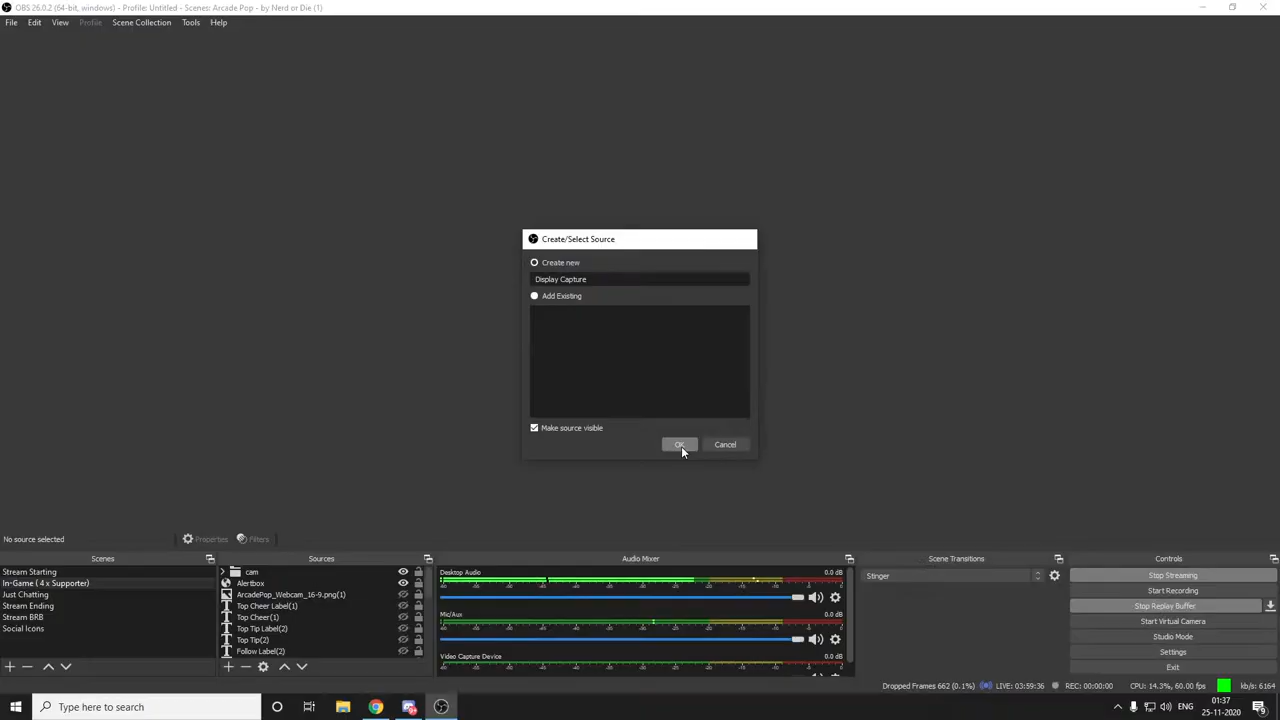 OBS 26.0.2 (64-bit, windows) - Profile: Untitled - Scenes: Arcade Pop - by Nerd or Die (1)
File Edit View Profile Scene Collection Tools Help
Create/Select Source
Create new
Display Capture
Add Existing
Make source visible
OK Cancel
No source selected Properties Filters
Scenes
Stream Starting
In-Game ( 4 x Supporter)
Just Chatting
Stream Ending
Stream BRB
Social Icons
Sources
cam
Alertbox
ArcadePop_Webcam_16-9.png(1)
Top Cheer Label(1)
Top Cheer(1)
Top Tip Label(2)
Top Tip(2)
Follow Label(2)
Audio Mixer
Desktop Audio 0.0 dB
Mic/Aux 0.0 dB
Video Capture Device 0.0 dB
Scene Transitions
Stinger
Controls
Stop Streaming
Start Recording
Stop Replay Buffer
Start Virtual Camera
Studio Mode
Settings
Exit
Dropped Frames 662 (0.1%) LIVE: 03:59:36 REC: 00:00:00 CPU: 14.3%, 60.00 fps kb/s: 6164
Type here to search
ENG
01:37
25-11-2020